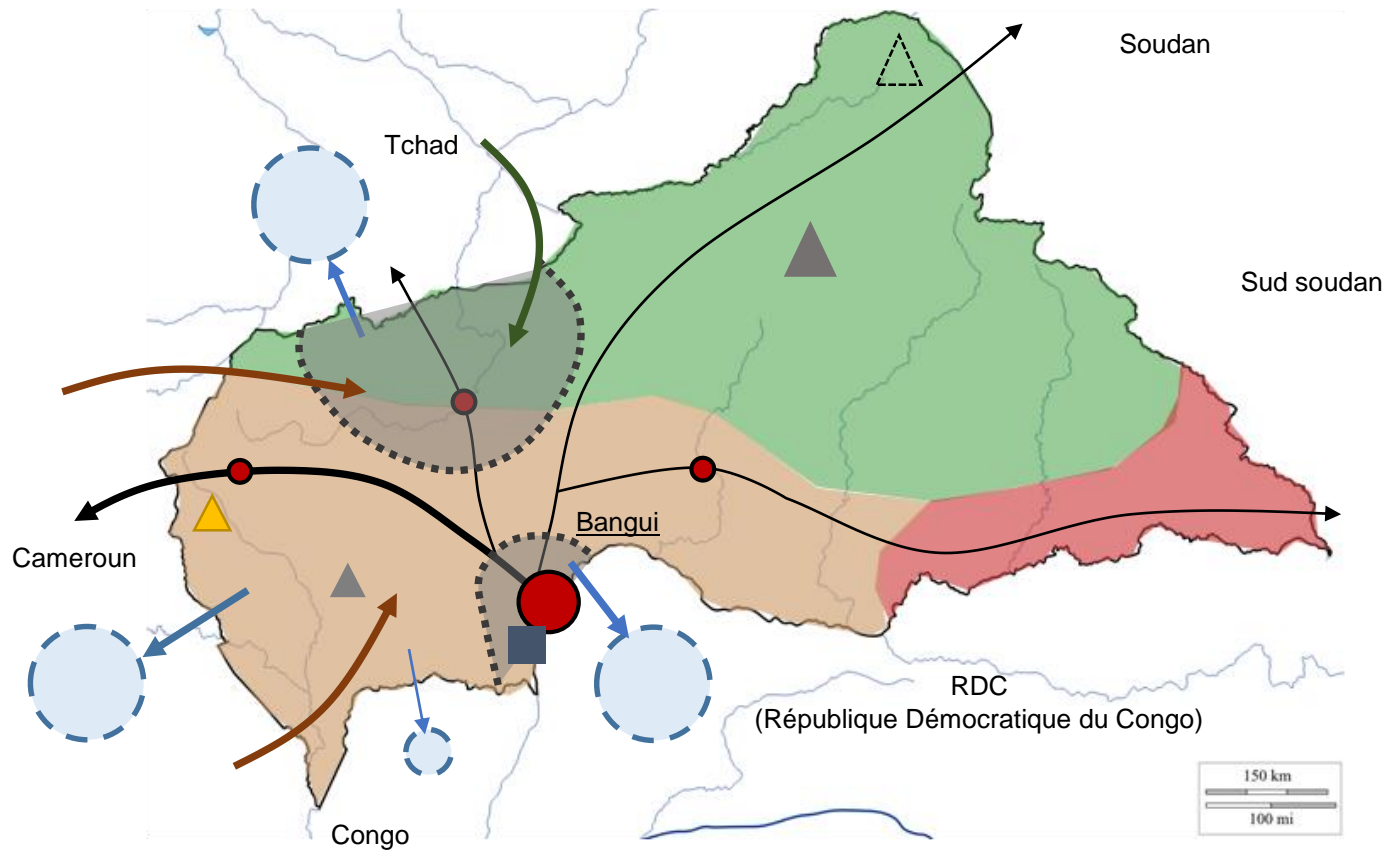 Soudan
Tchad
Sud soudan
Bangui
Cameroun
RDC
(République Démocratique du Congo)
150 km
100 mi
Congo